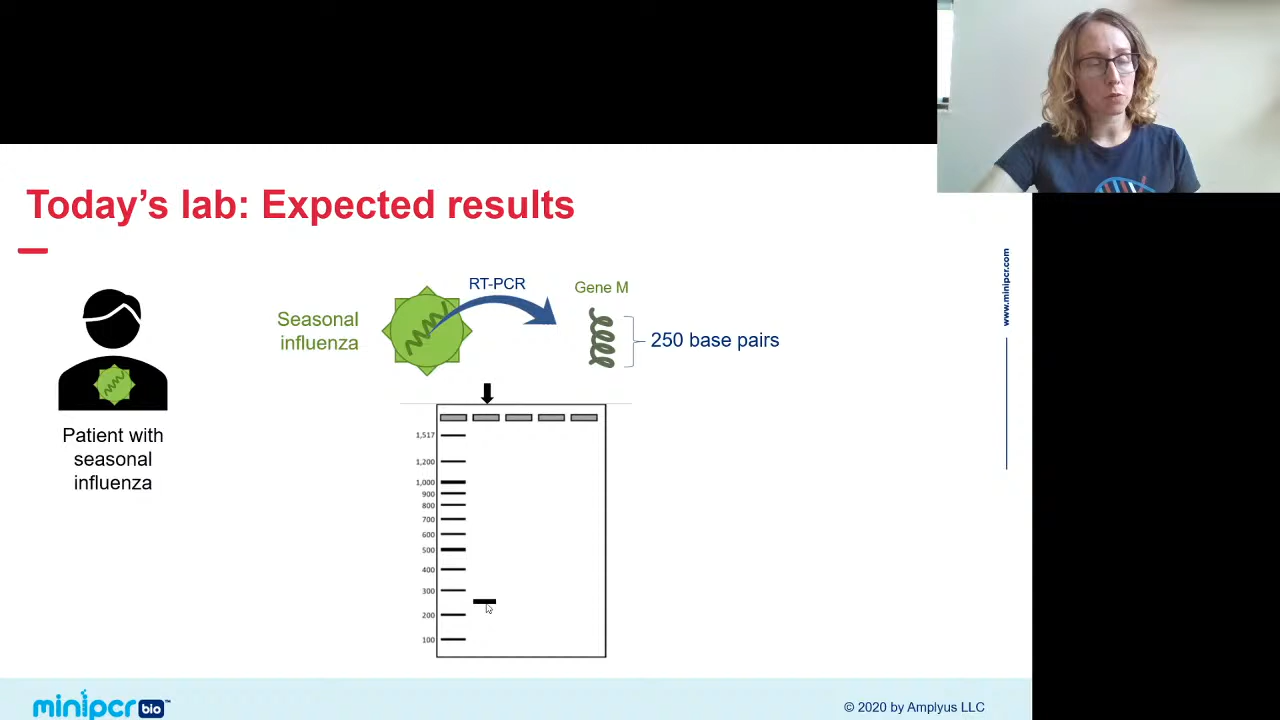 Today's lab: Expected results
RT-PCR
Gene M
Seasonal
influenza
250 base pairs
www.minipcr.com
Patient with
seasonal
influenza
1,517
1,200
1,000
900
800
700
600
500
400
300
200
100
minipcr bio™
© 2020 by Amplyus LLC